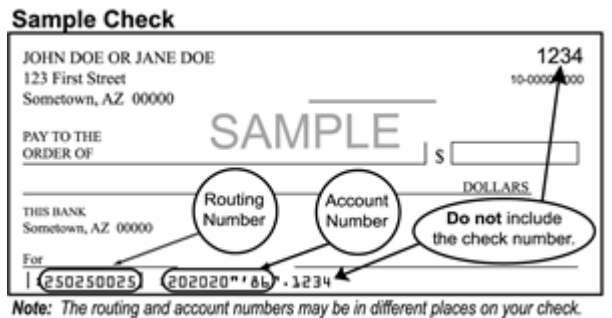 Sample Check
JOHN DOE OR JANE DOE
1234
123 First Street
Sometown, AZ 00000
PAY TO THE
ORDER OF
SAMPLE
$
DOLLARS
Routing
Number
Account
Number
Do not include
the check number.
THIS BANK
Sometown, AZ 00000
For
250250025 202020"'86".1234
Note: The routing and account numbers may be in different places on your check.